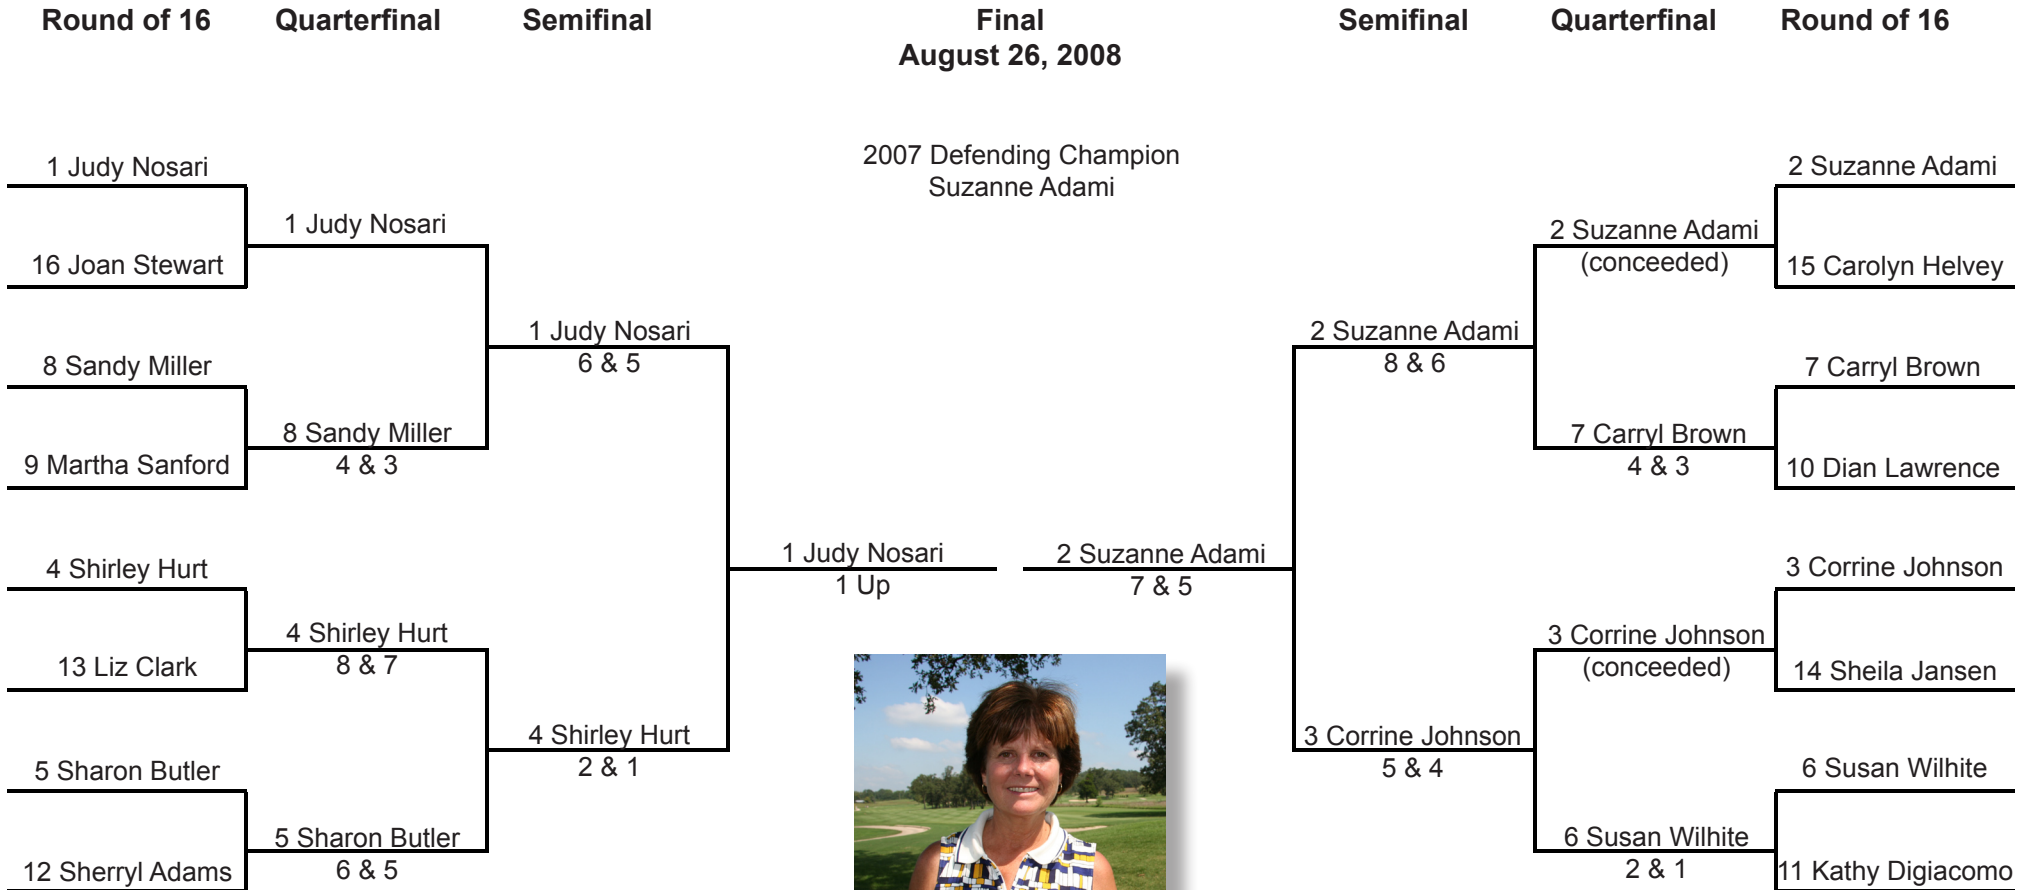 Round of 16
Quarterfinal
Semifinal
Final
Semifinal
Quarterfinal
Round of 16
August 26, 2008
2007 Defending Champion
Suzanne Adami
1 Judy Nosari
16 Joan Stewart
8 Sandy Miller
9 Martha Sanford
4 Shirley Hurt
13 Liz Clark
5 Sharon Butler
12 Sherryl Adams
1 Judy Nosari
8 Sandy Miller
4 & 3
4 Shirley Hurt
8 & 7
5 Sharon Butler
6 & 5
1 Judy Nosari
6 & 5
4 Shirley Hurt
2 & 1
1 Judy Nosari
1 Up
2 Suzanne Adami
7 & 5
2 Suzanne Adami
8 & 6
3 Corrine Johnson
5 & 4
2 Suzanne Adami
(conceeded)
7 Carryl Brown
4 & 3
3 Corrine Johnson
(conceeded)
6 Susan Wilhite
2 & 1
2 Suzanne Adami
15 Carolyn Helvey
7 Carryl Brown
10 Dian Lawrence
3 Corrine Johnson
14 Sheila Jansen
6 Susan Wilhite
11 Kathy Digiacomo